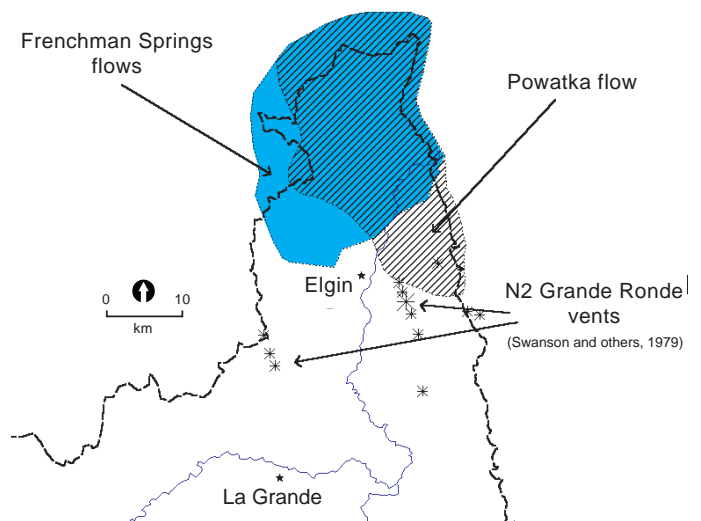 Frenchman Springs
flows
Powatka flow
Elgin
0 10
km
N2 Grande Ronde
vents
(Swanson and others, 1979)
La Grande